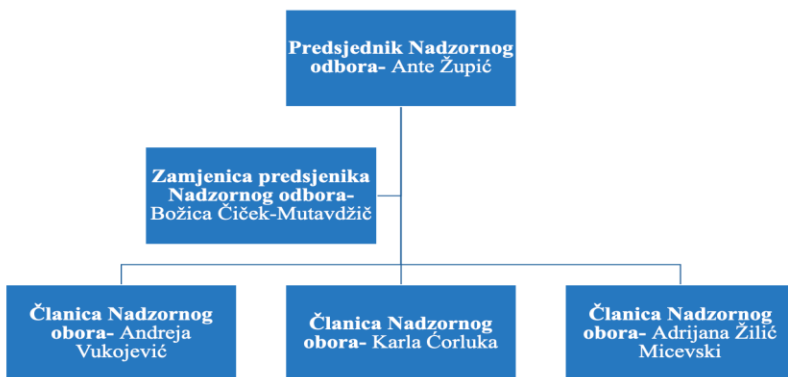 Predsjednik Nadzornog
odbora- Ante Župić
Zamjenica predsjenika
Nadzornog odbora-
Božica Čiček-Mutavdžič
Članica Nadzornog
obora- Andreja
Vukojević
Članica Nadzornog
obora- Karla Ćorluka
Članica Nadzornog
obora- Adrijana Žilić
Micevski